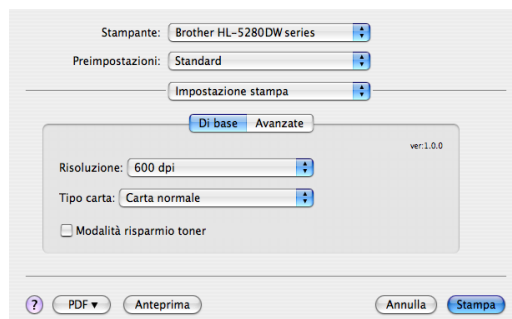 Stampante: Brother HL-5280DW series
Preimpostazioni: Standard
Impostazione stampa
Di base Avanzate
ver:1.0.0
Risoluzione: 600 dpi
Tipo carta: Carta normale
Modalità risparmio toner
? PDF ▼ Anteprima Annulla Stampa